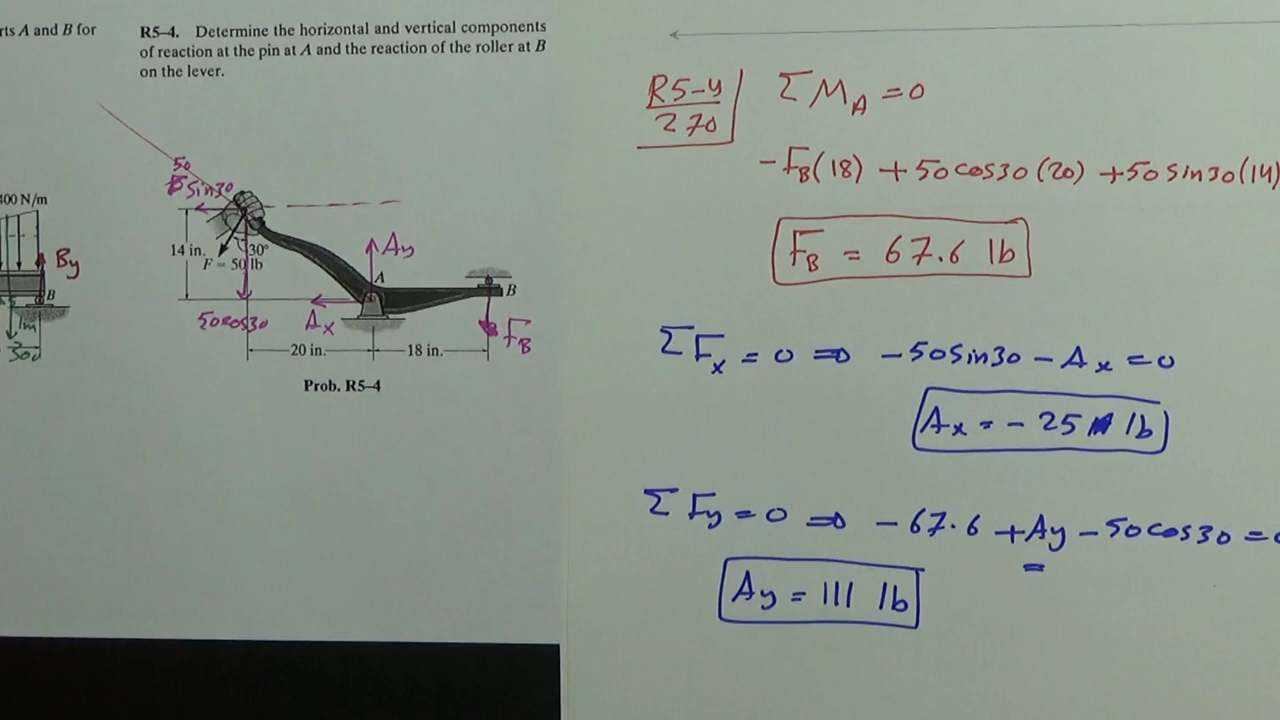 rts A and B for
400 N/m
By
B
1m
300
R5–4. Determine the horizontal and vertical components
of reaction at the pin at A and the reaction of the roller at B
on the lever.
50
sin30
14 in.
30°
F = 50 lb
50cos30
Ay
A
Ax
B
FB
20 in.
18 in.
Prob. R5–4
R5-4
270
ΣMA = 0
-FB(18) + 50cos30(20) + 50sin30(14)
FB = 67.6 lb
ΣFx = 0 ⇒ -50sin30 - Ax = 0
Ax = - 25 lb
ΣFy = 0 ⇒ -67.6 + Ay - 50cos30 = 0
Ay = 111 lb